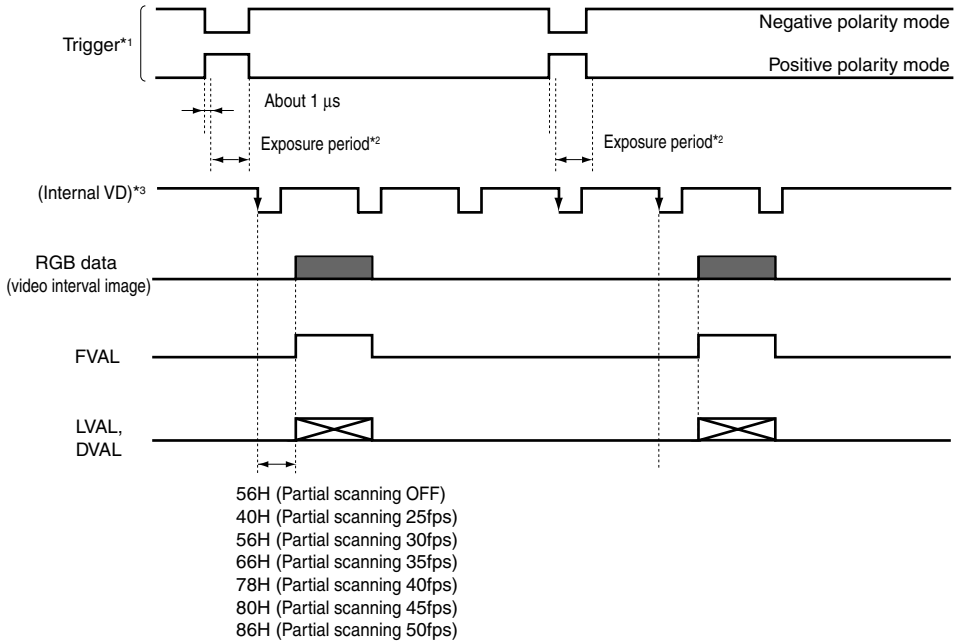 Negative polarity mode
Trigger*1
Positive polarity mode
About 1 μs
Exposure period*2
Exposure period*2
(Internal VD)*3
RGB data
(video interval image)
FVAL
LVAL,
DVAL
56H (Partial scanning OFF)
40H (Partial scanning 25fps)
56H (Partial scanning 30fps)
66H (Partial scanning 35fps)
78H (Partial scanning 40fps)
80H (Partial scanning 45fps)
86H (Partial scanning 50fps)